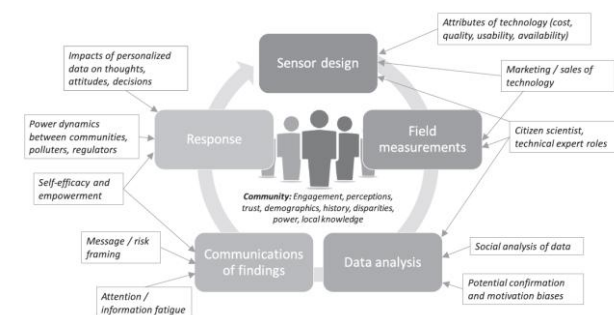 Attributes of technology (cost,
quality, usability, availability)
Sensor design
Impacts of personalized
data on thoughts,
attitudes, decisions
Marketing / sales of
technology
Power dynamics
between communities,
polluters, regulators
Response
Field
measurements
Citizen scientist,
technical expert roles
Self-efficacy and
empowerment
Community: Engagement, perceptions,
trust, demographics, history, disparities,
power, local knowledge
Message / risk
framing
Communications
of findings
Data analysis
Social analysis of data
Attention /
information fatigue
Potential confirmation
and motivation biases